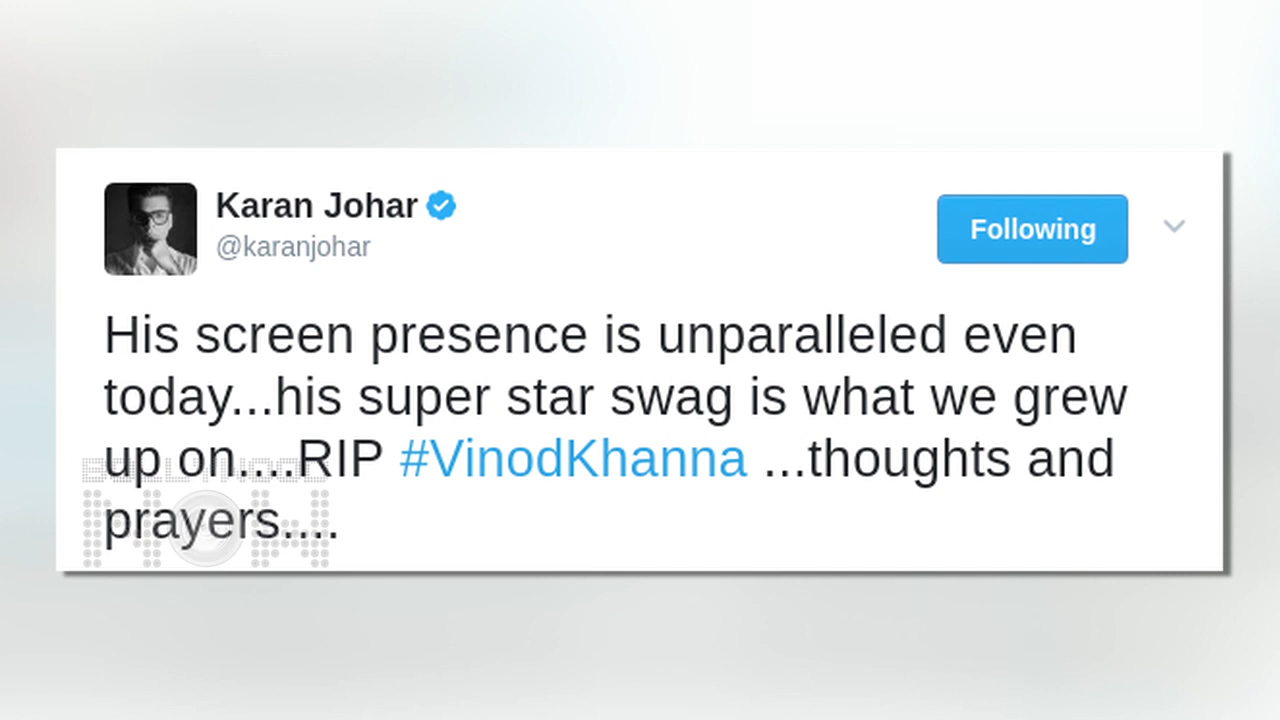 Karan Johar
@karanjohar
Following
His screen presence is unparalleled even
today...his super star swag is what we grew
up on....RIP #VinodKhanna ...thoughts and
prayers....
NOW